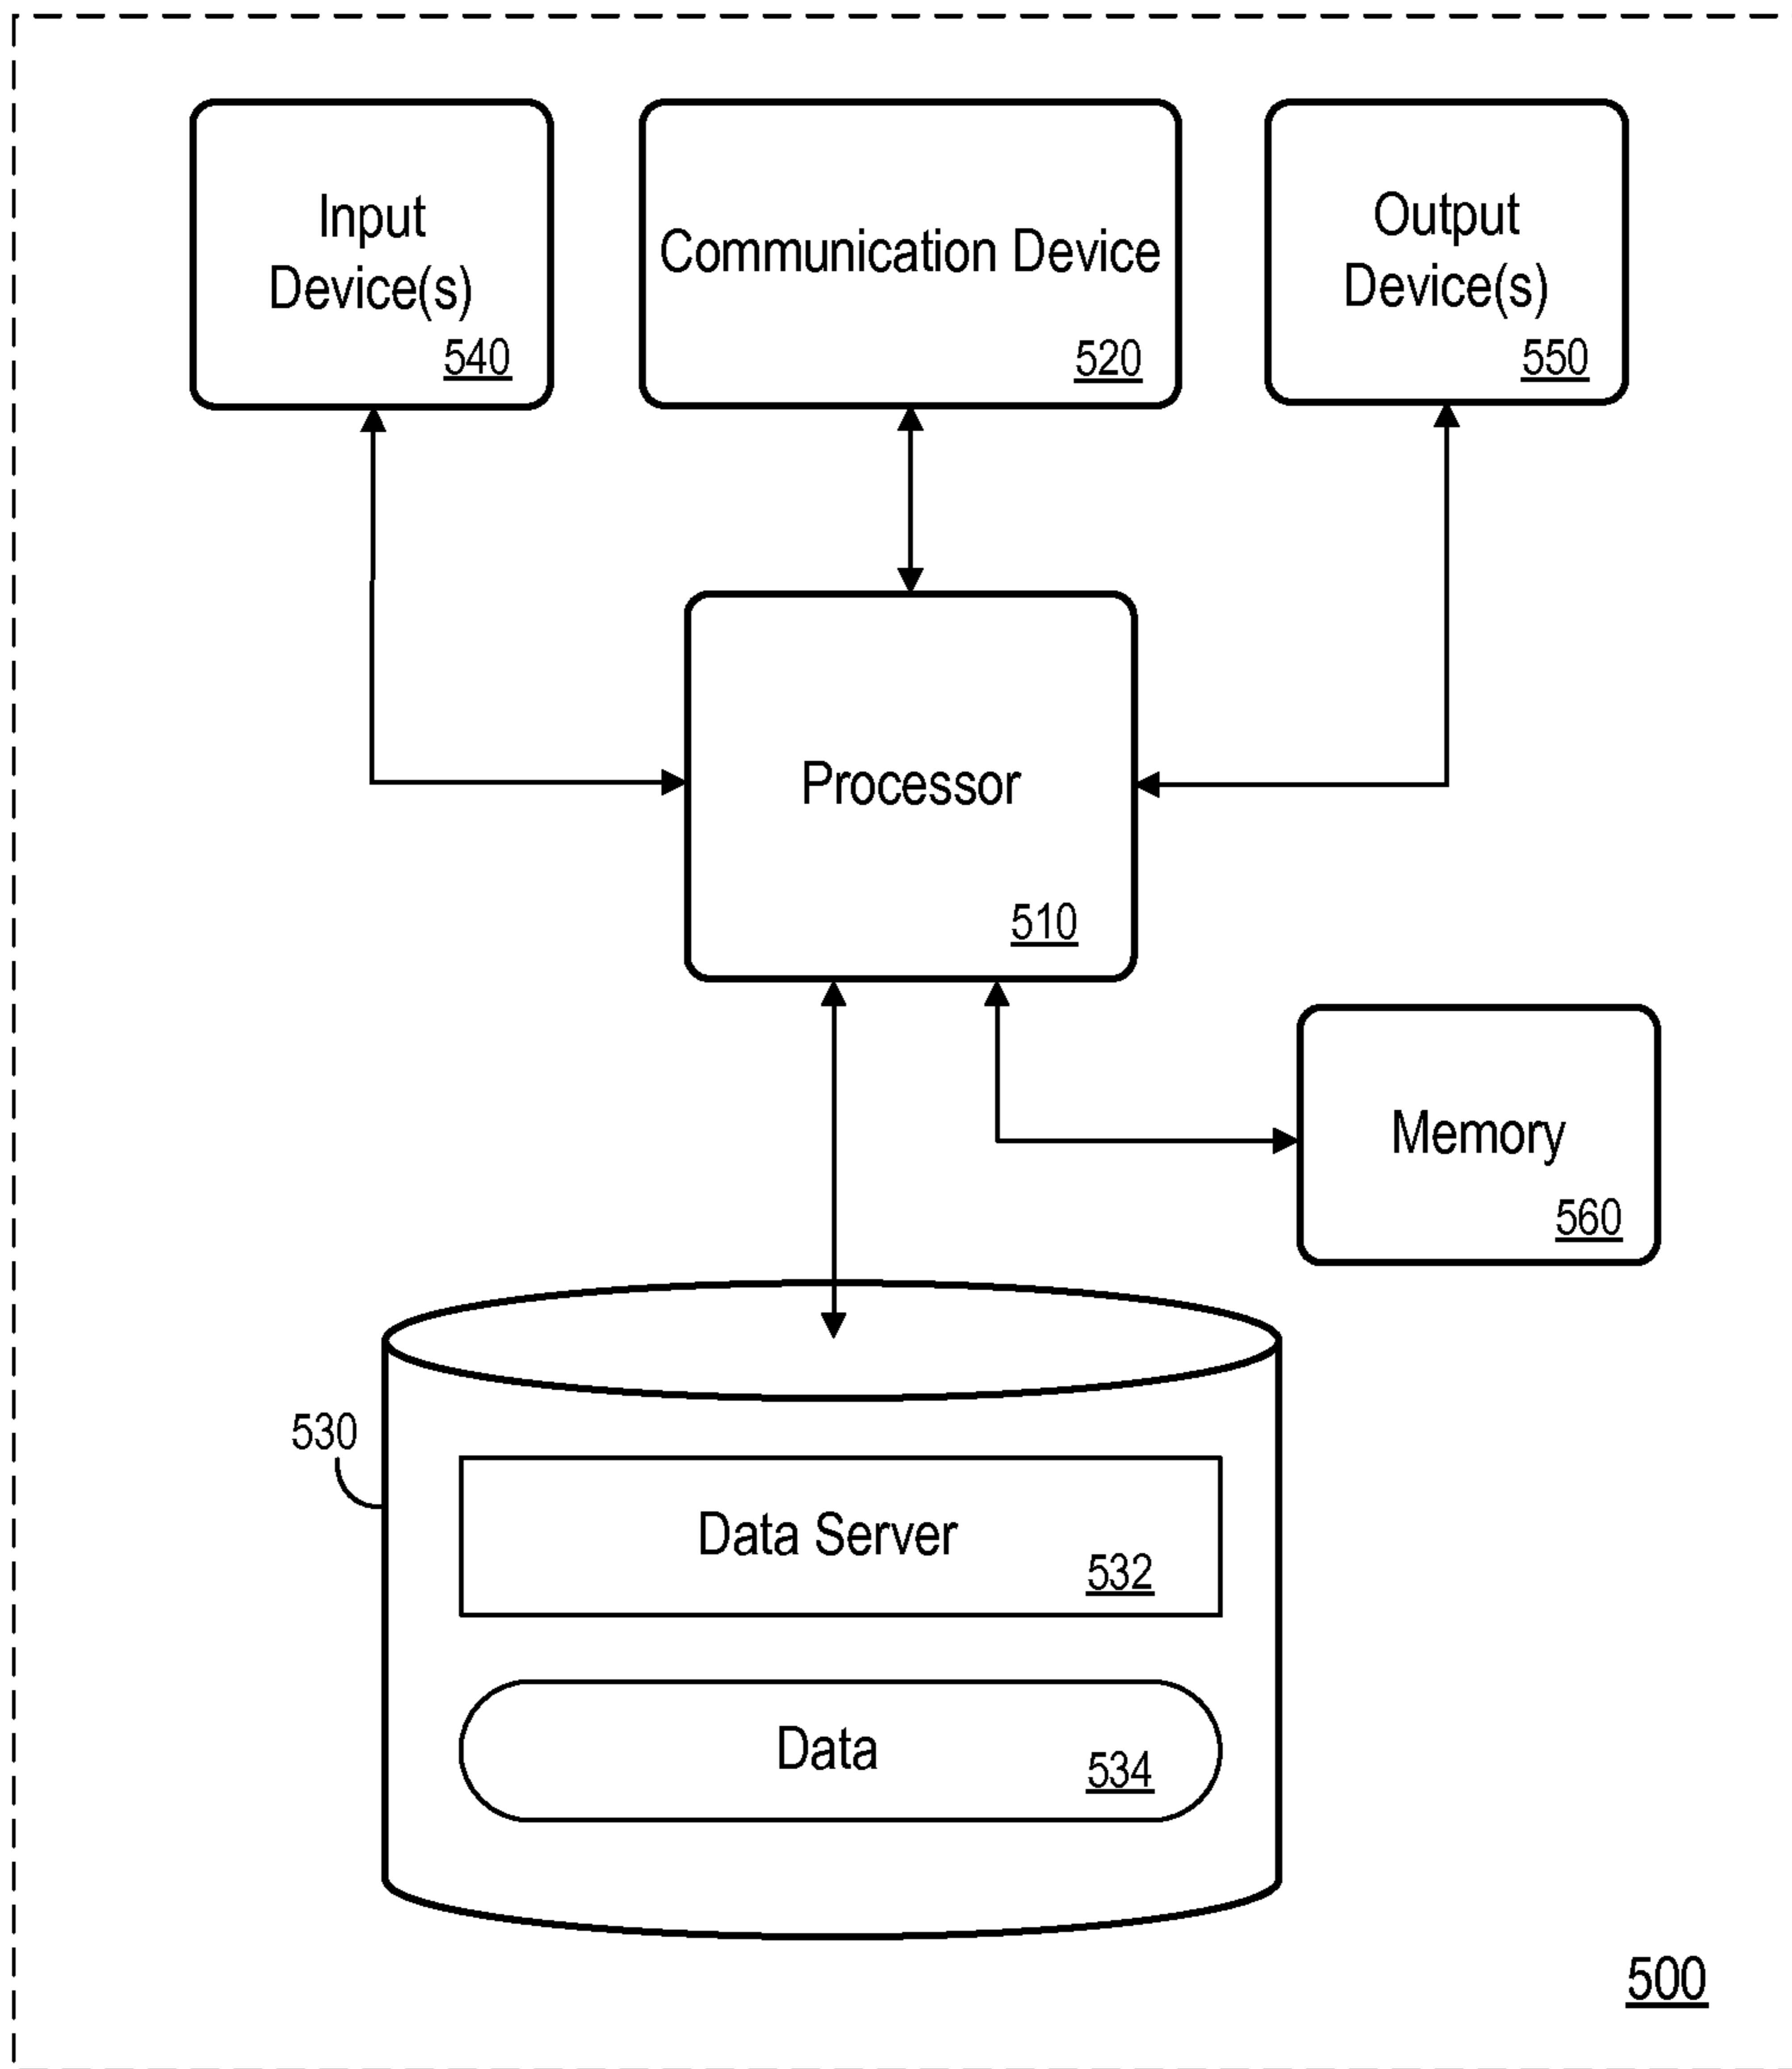 Input
Device(s)
540
Communication Device
520
Output
Device(s)
550
Processor
510
Memory
560
530
Data Server
532
Data
534
500